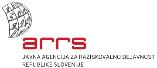 arrs
JAVNA AGENCIJA ZA RAZISKOVALNO DEJAVNOST
REPUBLIKE SLOVENIJE